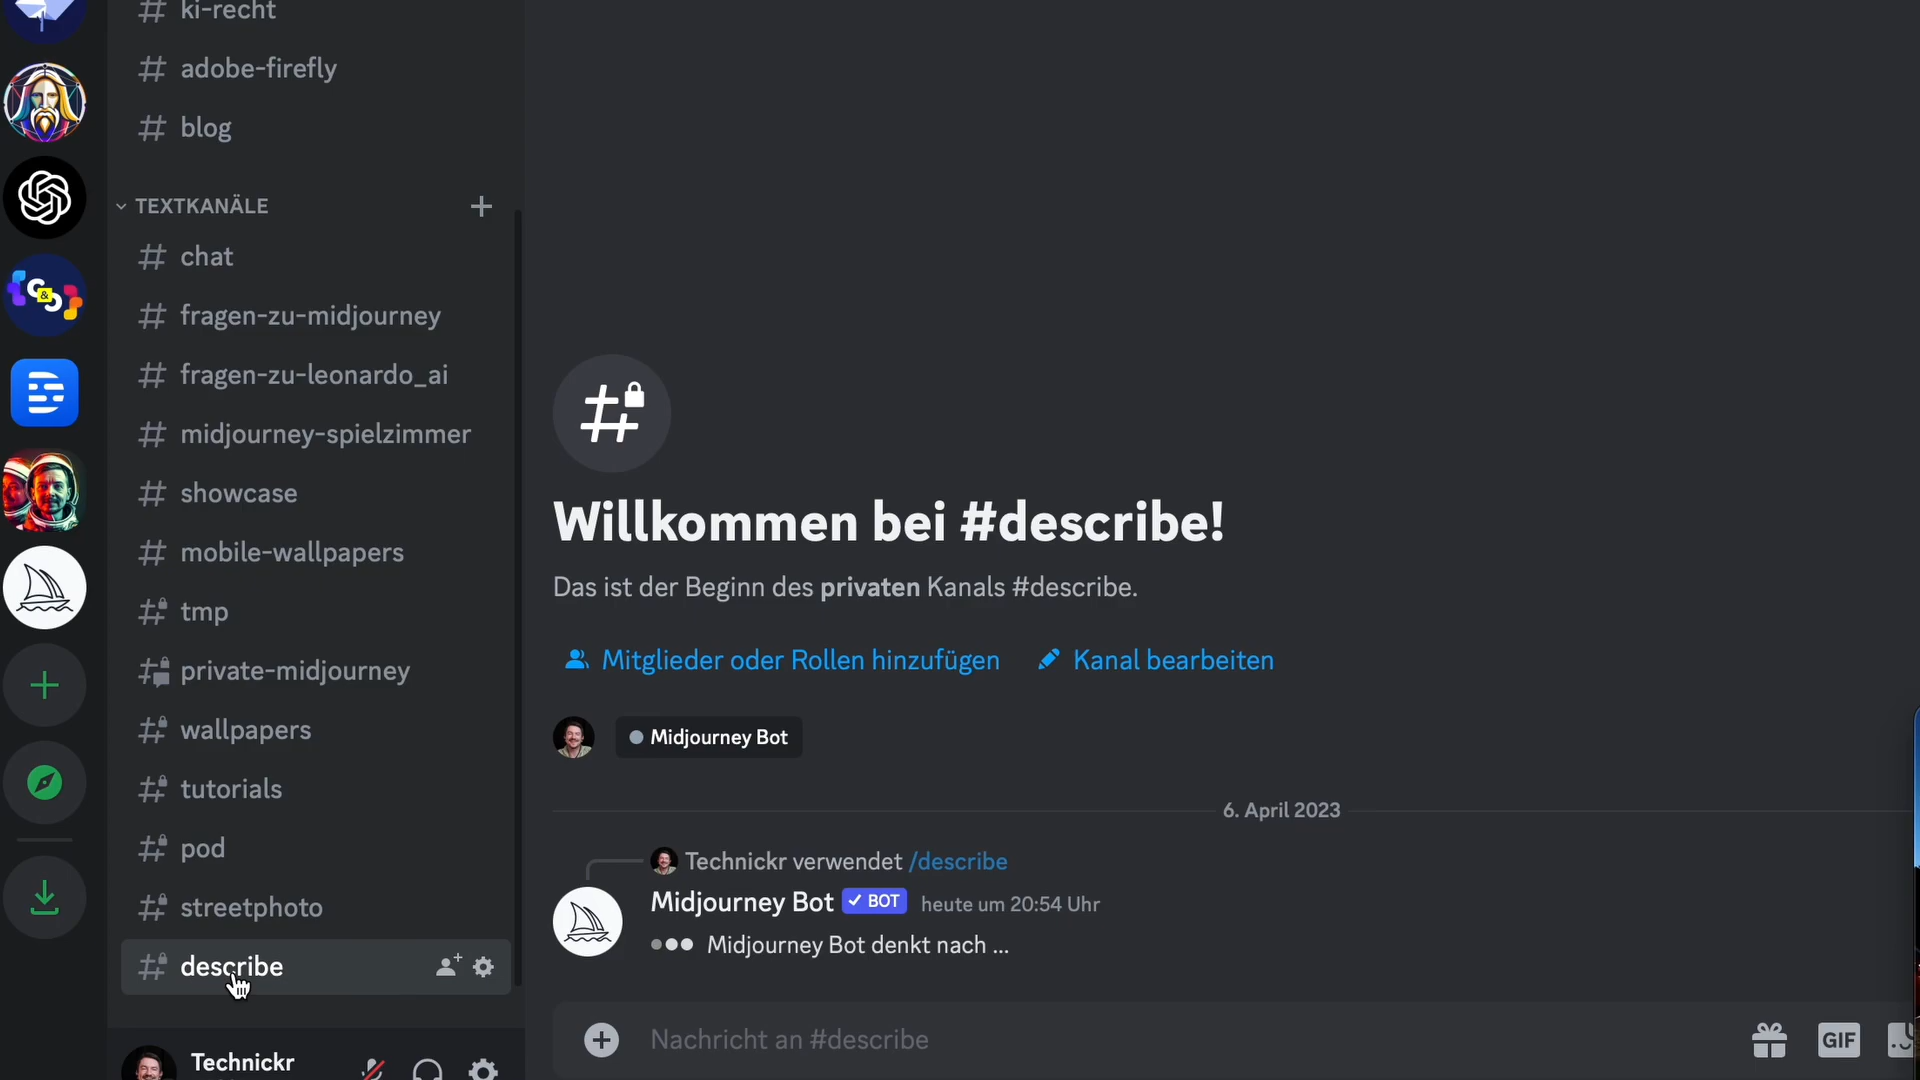 ki-recht
adobe-firefly
blog
TEXTKANÄLE
chat
fragen-zu-midjourney
fragen-zu-leonardo_ai
midjourney-spielzimmer
showcase
mobile-wallpapers
tmp
private-midjourney
wallpapers
tutorials
pod
streetphoto
describe
Technickr
Willkommen bei #describe!
Das ist der Beginn des privaten Kanals #describe.
Mitglieder oder Rollen hinzufügen Kanal bearbeiten
Midjourney Bot
6. April 2023
Technickr verwendet /describe
Midjourney Bot ✓ BOT heute um 20:54 Uhr
Midjourney Bot denkt nach ...
Nachricht an #describe
GIF